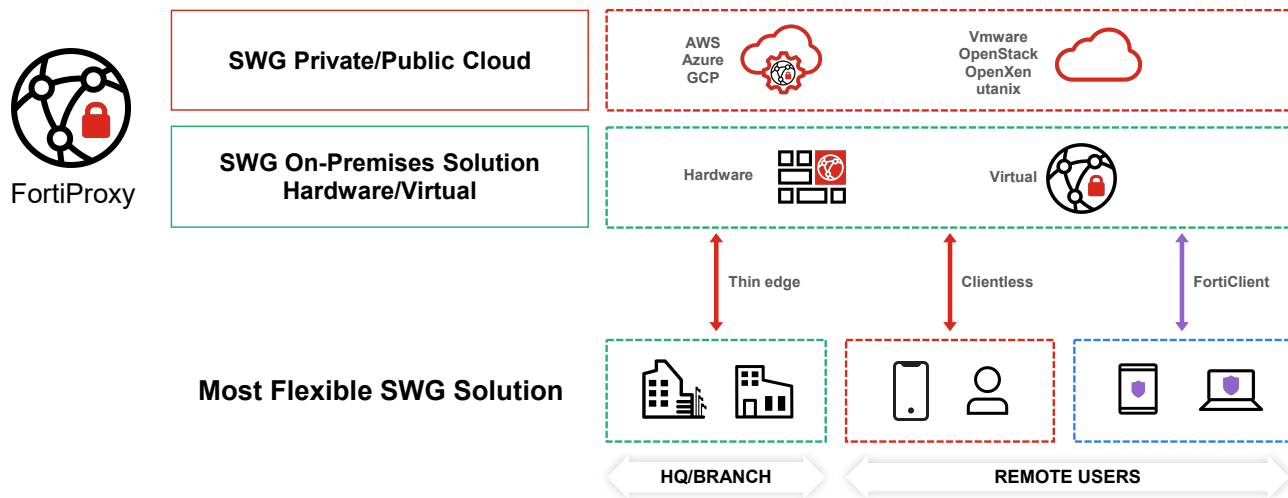 FortiProxy
SWG Private/Public Cloud
AWS
Azure
GCP
Vmware
OpenStack
OpenXen
utanix
SWG On-Premises Solution
Hardware/Virtual
Hardware
Virtual
Thin edge
Clientless
FortiClient
Most Flexible SWG Solution
HQ/BRANCH
REMOTE USERS